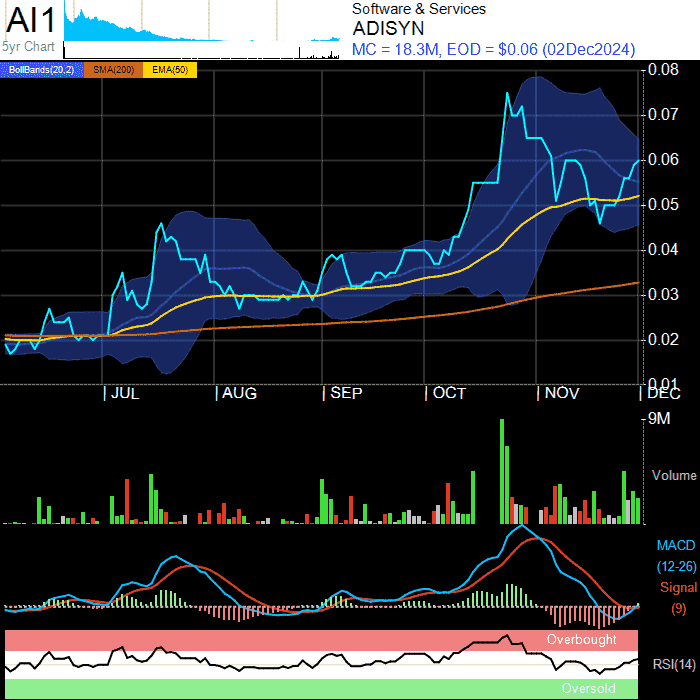 AI1
5yr Chart
Software & Services
ADISYN
MC = 18.3M, EOD = $0.06 (02Dec2024)
BollBands(20,2) SMA(200) EMA(50)
0.08
0.07
0.06
0.05
0.04
0.03
0.02
0.01
JUL AUG SEP OCT NOV DEC
9M
Volume
MACD
(12-26)
Signal
(9)
Overbought
RSI(14)
Oversold